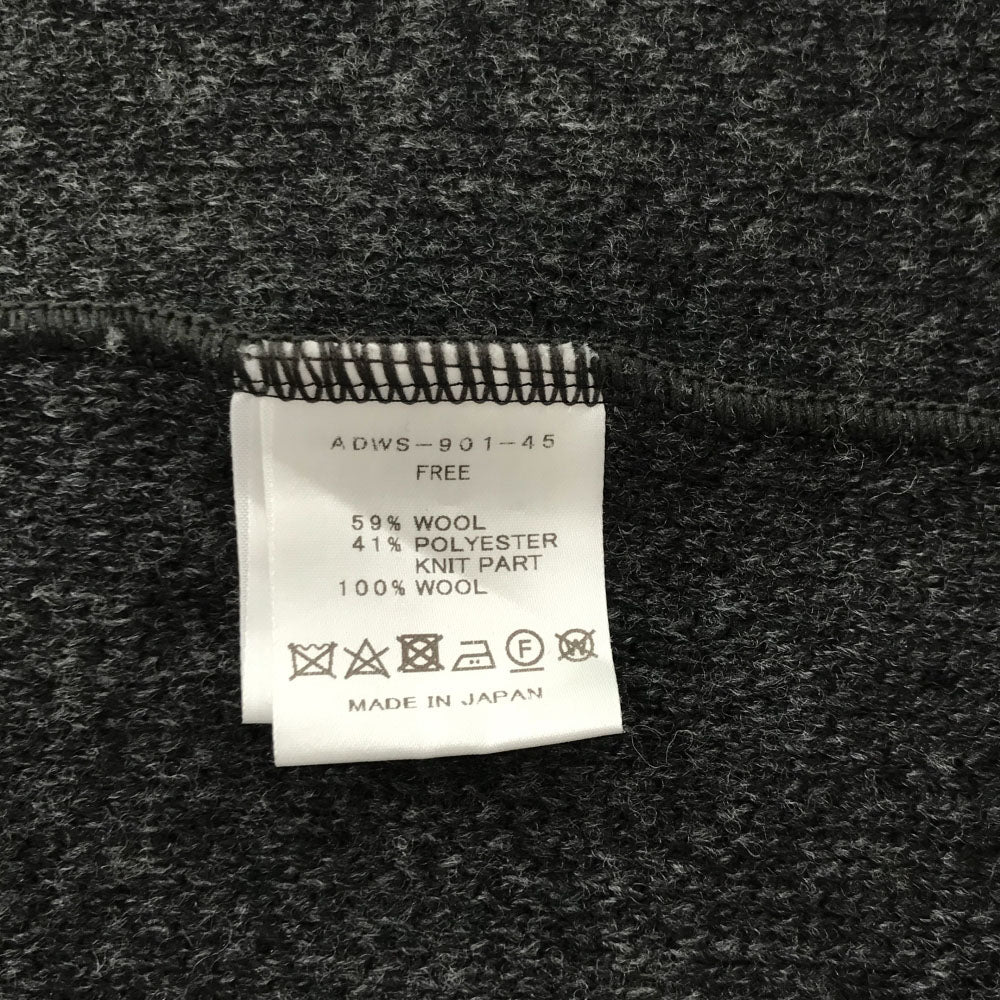 ADWS-901-45
FREE
59% WOOL
41% POLYESTER
KNIT PART
100% WOOL
F W
MADE IN JAPAN